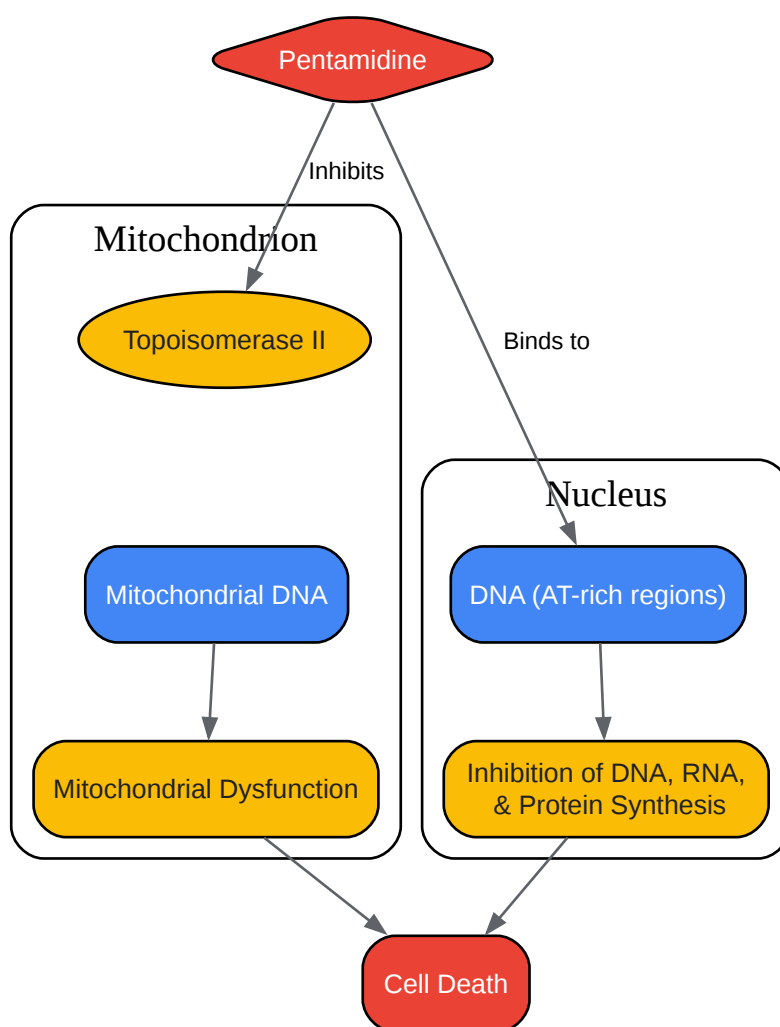 Pentamidine
Inhibits
Mitochondrion
Topoisomerase II
Binds to
Nucleus
Mitochondrial DNA
DNA (AT-rich regions)
Mitochondrial Dysfunction
Inhibition of DNA, RNA,
& Protein Synthesis
Cell Death